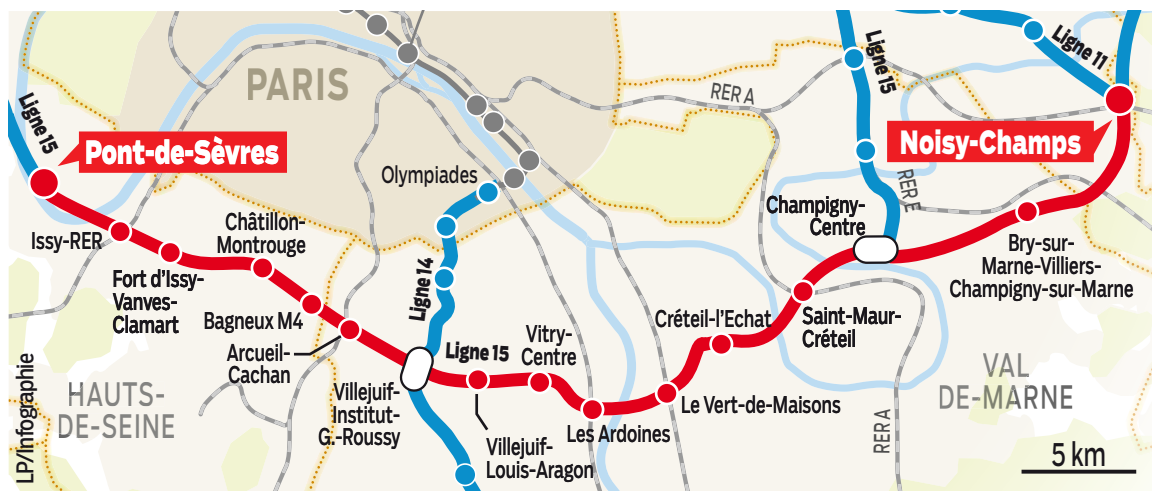 PARIS
RER A
Ligne 15
Ligne 11
Ligne 15
Pont-de-Sèvres
Noisy-Champs
Olympiades
RER E
Champigny-
Centre
Issy-RER
Châtillon-
Montrouge
Fort d'Issy-
Vanves-
Clamart
Ligne 14
Bry-sur-
Marne-Villiers-
Champigny-sur-Marne
Bagneux M4
Arcueil-
Cachan
Ligne 15
Vitry-
Centre
Créteil-l'Echat
Saint-Maur-
Créteil
HAUTS-
DE-SEINE
Villejuif-
Institut-
G.-Roussy
Villejuif-
Louis-Aragon
Les Ardoines
Le Vert-de-Maisons
VAL
DE-MARNE
RER A
5 km
LP/Infographie